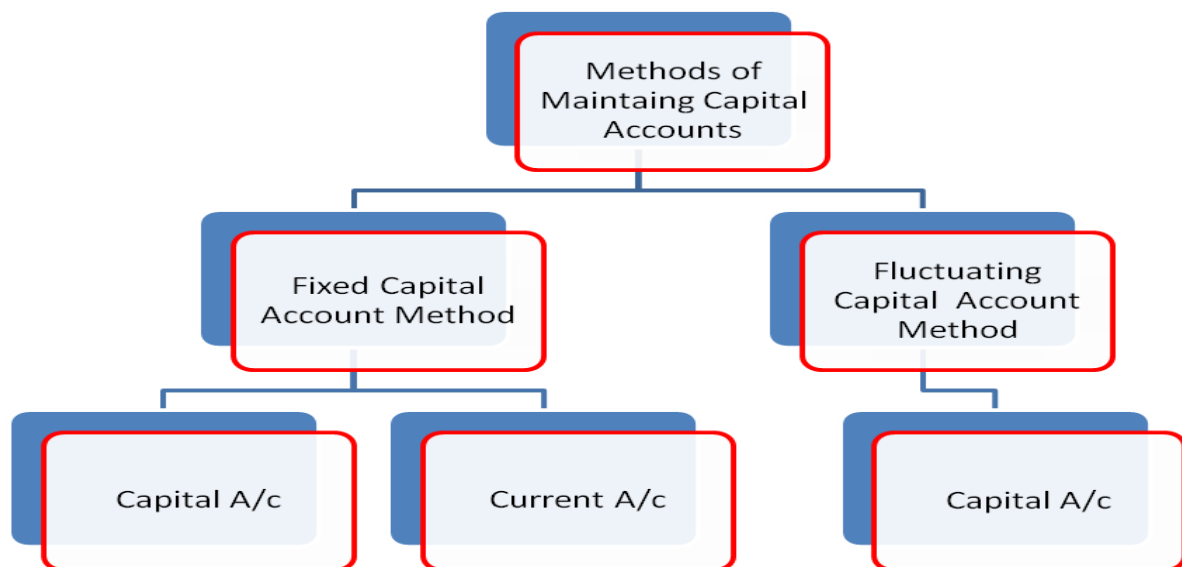 Methods of
Maintaing Capital
Accounts
Fixed Capital
Account Method
Fluctuating
Capital Account
Method
Capital A/c
Current A/c
Capital A/c